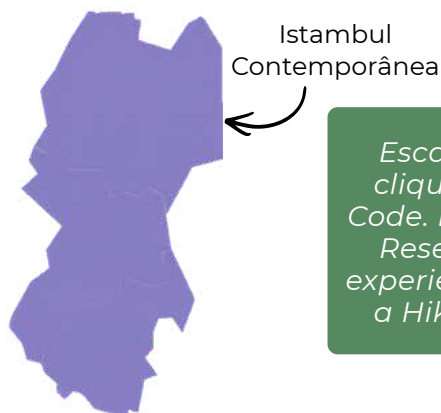 Istambul
Contemporânea
Esco
cliqu
Code.
Rese
experie
a Hik